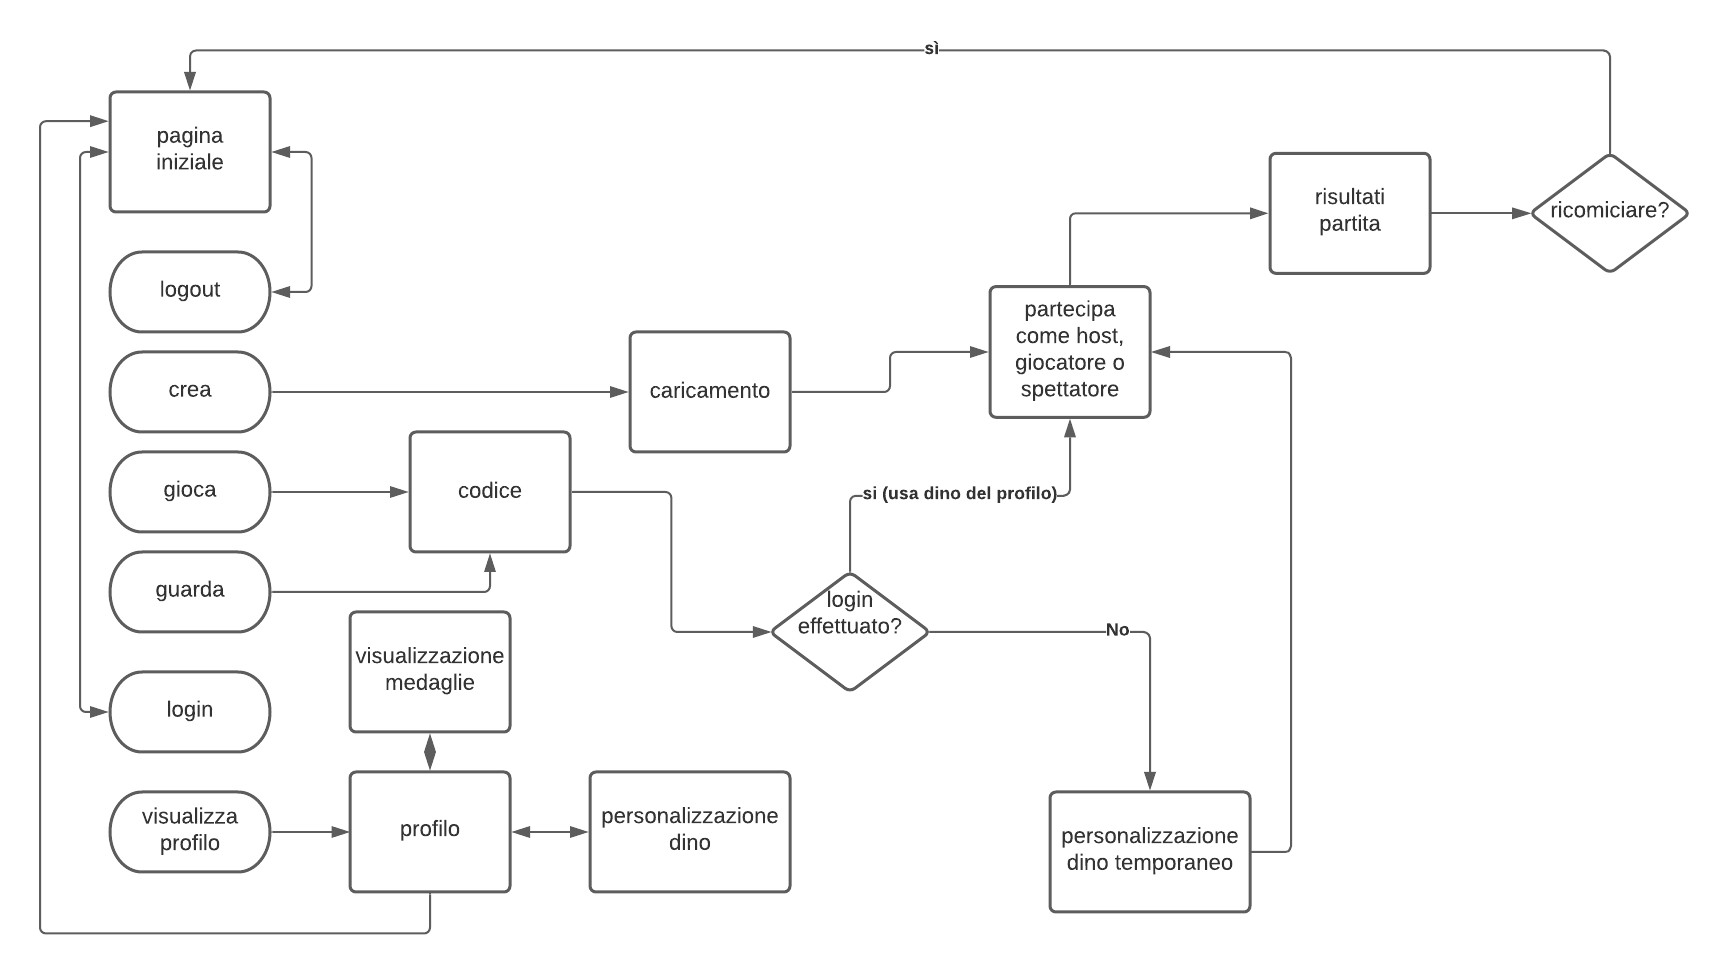 sì
pagina
iniziale
logout
crea
gioca
guarda
login
visualizza
profilo
codice
visualizzazione
medaglie
profilo
personalizzazione
dino
caricamento
login
effettuato?
si (usa dino del profilo)
No
personalizzazione
dino temporaneo
partecipa
come host,
giocatore o
spettatore
risultati
partita
ricomiciare?